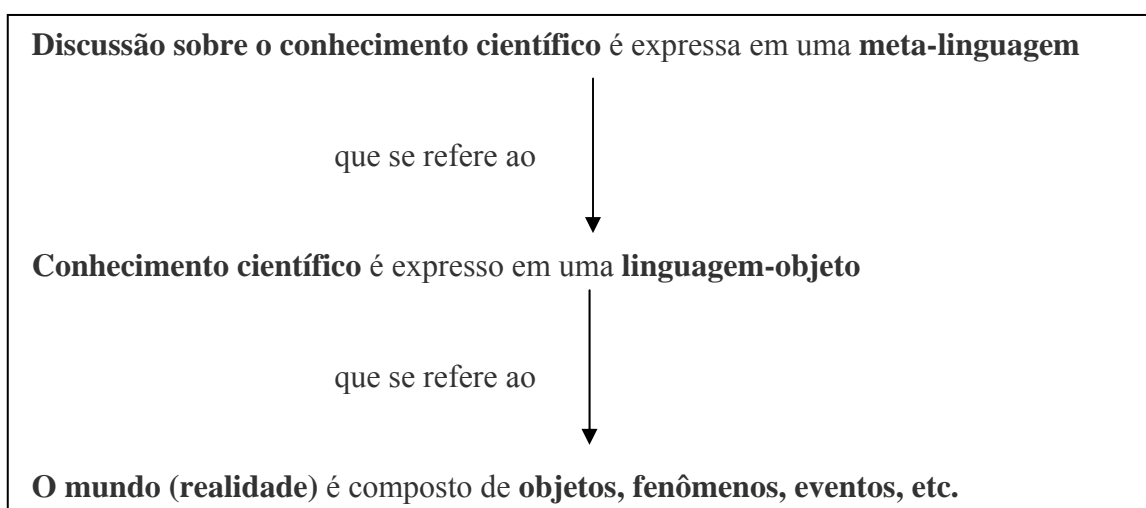 Discussão sobre o conhecimento científico é expressa em uma meta-linguagem
que se refere ao
Conhecimento científico é expresso em uma linguagem-objeto
que se refere ao
O mundo (realidade) é composto de objetos, fenômenos, eventos, etc.